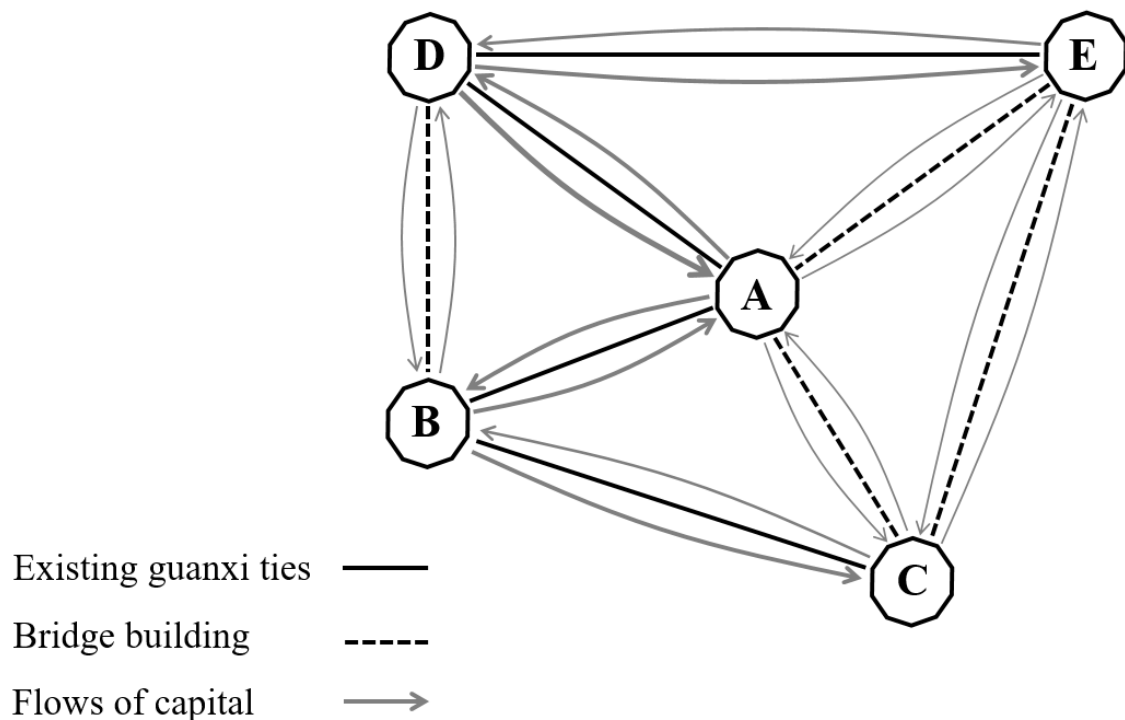 D
E
A
B
C
Existing guanxi ties
Bridge building
Flows of capital